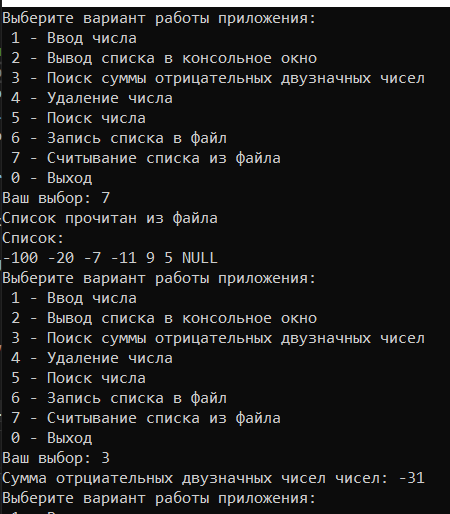 Выберите вариант работы приложения:
1 - Ввод числа
2 - Вывод списка в консольное окно
3 - Поиск суммы отрицательных двузначных чисел
4 - Удаление числа
5 - Поиск числа
6 - Запись списка в файл
7 - Считывание списка из файла
0 - Выход
Ваш выбор: 7
Список прочитан из файла
Список:
-100 -20 -7 -11 9 5 NULL
Выберите вариант работы приложения:
1 - Ввод числа
2 - Вывод списка в консольное окно
3 - Поиск суммы отрицательных двузначных чисел
4 - Удаление числа
5 - Поиск числа
6 - Запись списка в файл
7 - Считывание списка из файла
0 - Выход
Ваш выбор: 3
Сумма отрциательных двузначных чисел чисел: -31
Выберите вариант работы приложения: